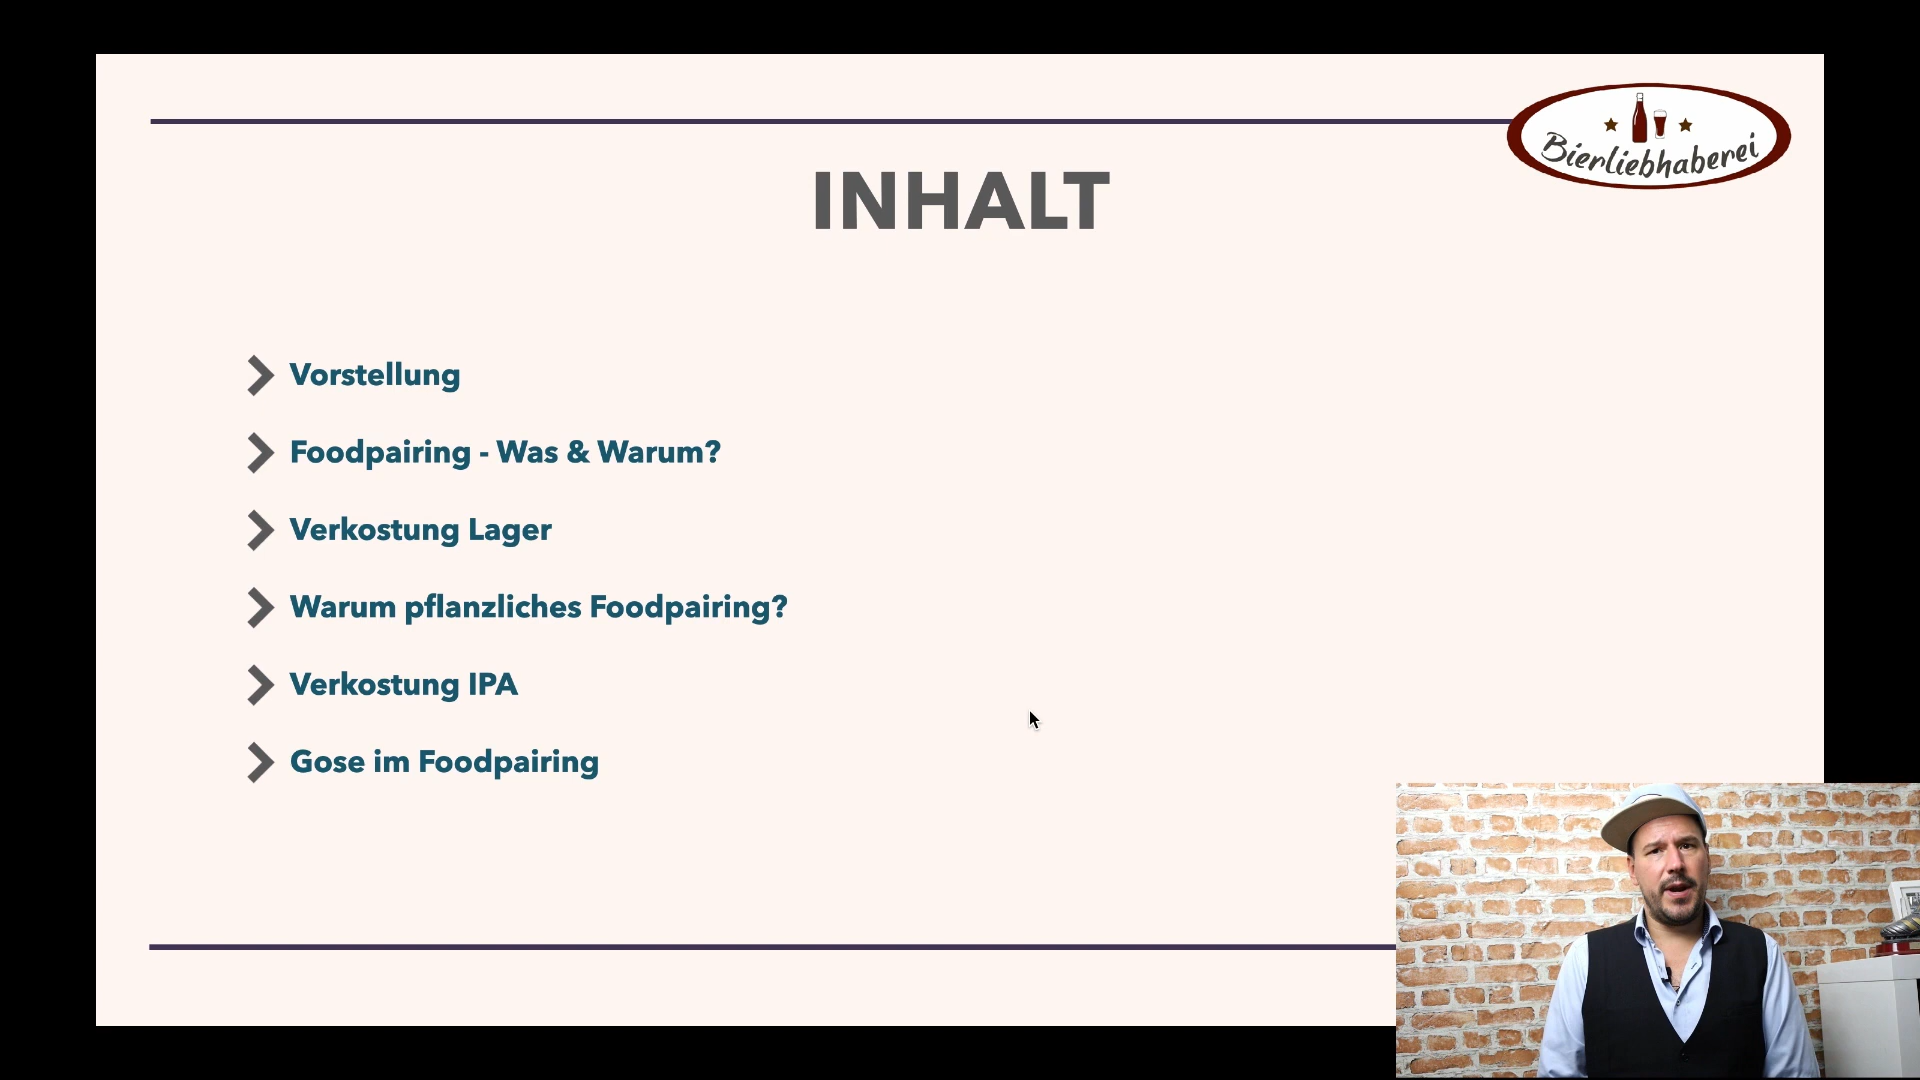 Bierliebhaberei
INHALT
Vorstellung
Foodpairing - Was & Warum?
Verkostung Lager
Warum pflanzliches Foodpairing?
Verkostung IPA
Gose im Foodpairing